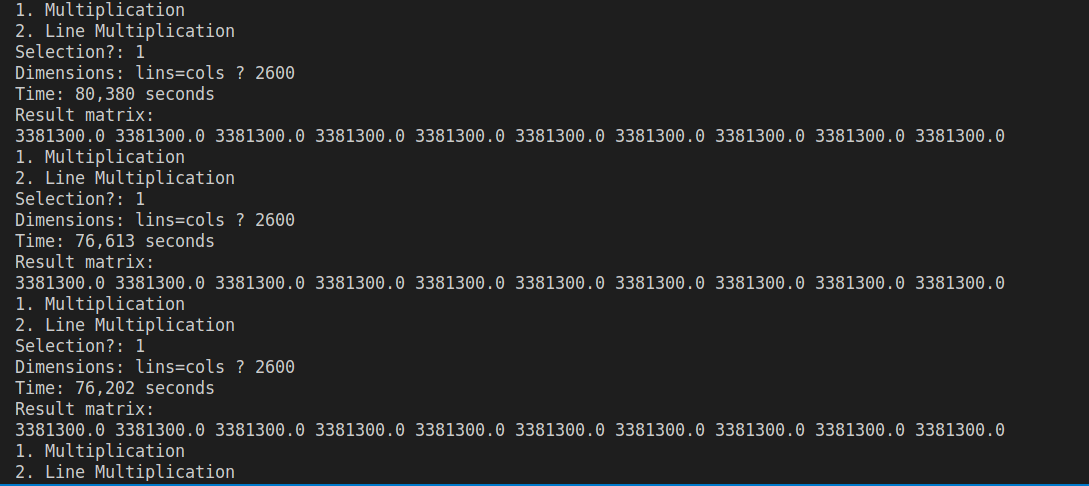 1. Multiplication
2. Line Multiplication
Selection?: 1
Dimensions: lins=cols ? 2600
Time: 80,380 seconds
Result matrix:
3381300.0 3381300.0 3381300.0 3381300.0 3381300.0 3381300.0 3381300.0 3381300.0 3381300.0 3381300.0
1. Multiplication
2. Line Multiplication
Selection?: 1
Dimensions: lins=cols ? 2600
Time: 76,613 seconds
Result matrix:
3381300.0 3381300.0 3381300.0 3381300.0 3381300.0 3381300.0 3381300.0 3381300.0 3381300.0 3381300.0
1. Multiplication
2. Line Multiplication
Selection?: 1
Dimensions: lins=cols ? 2600
Time: 76,202 seconds
Result matrix:
3381300.0 3381300.0 3381300.0 3381300.0 3381300.0 3381300.0 3381300.0 3381300.0 3381300.0 3381300.0
1. Multiplication
2. Line Multiplication